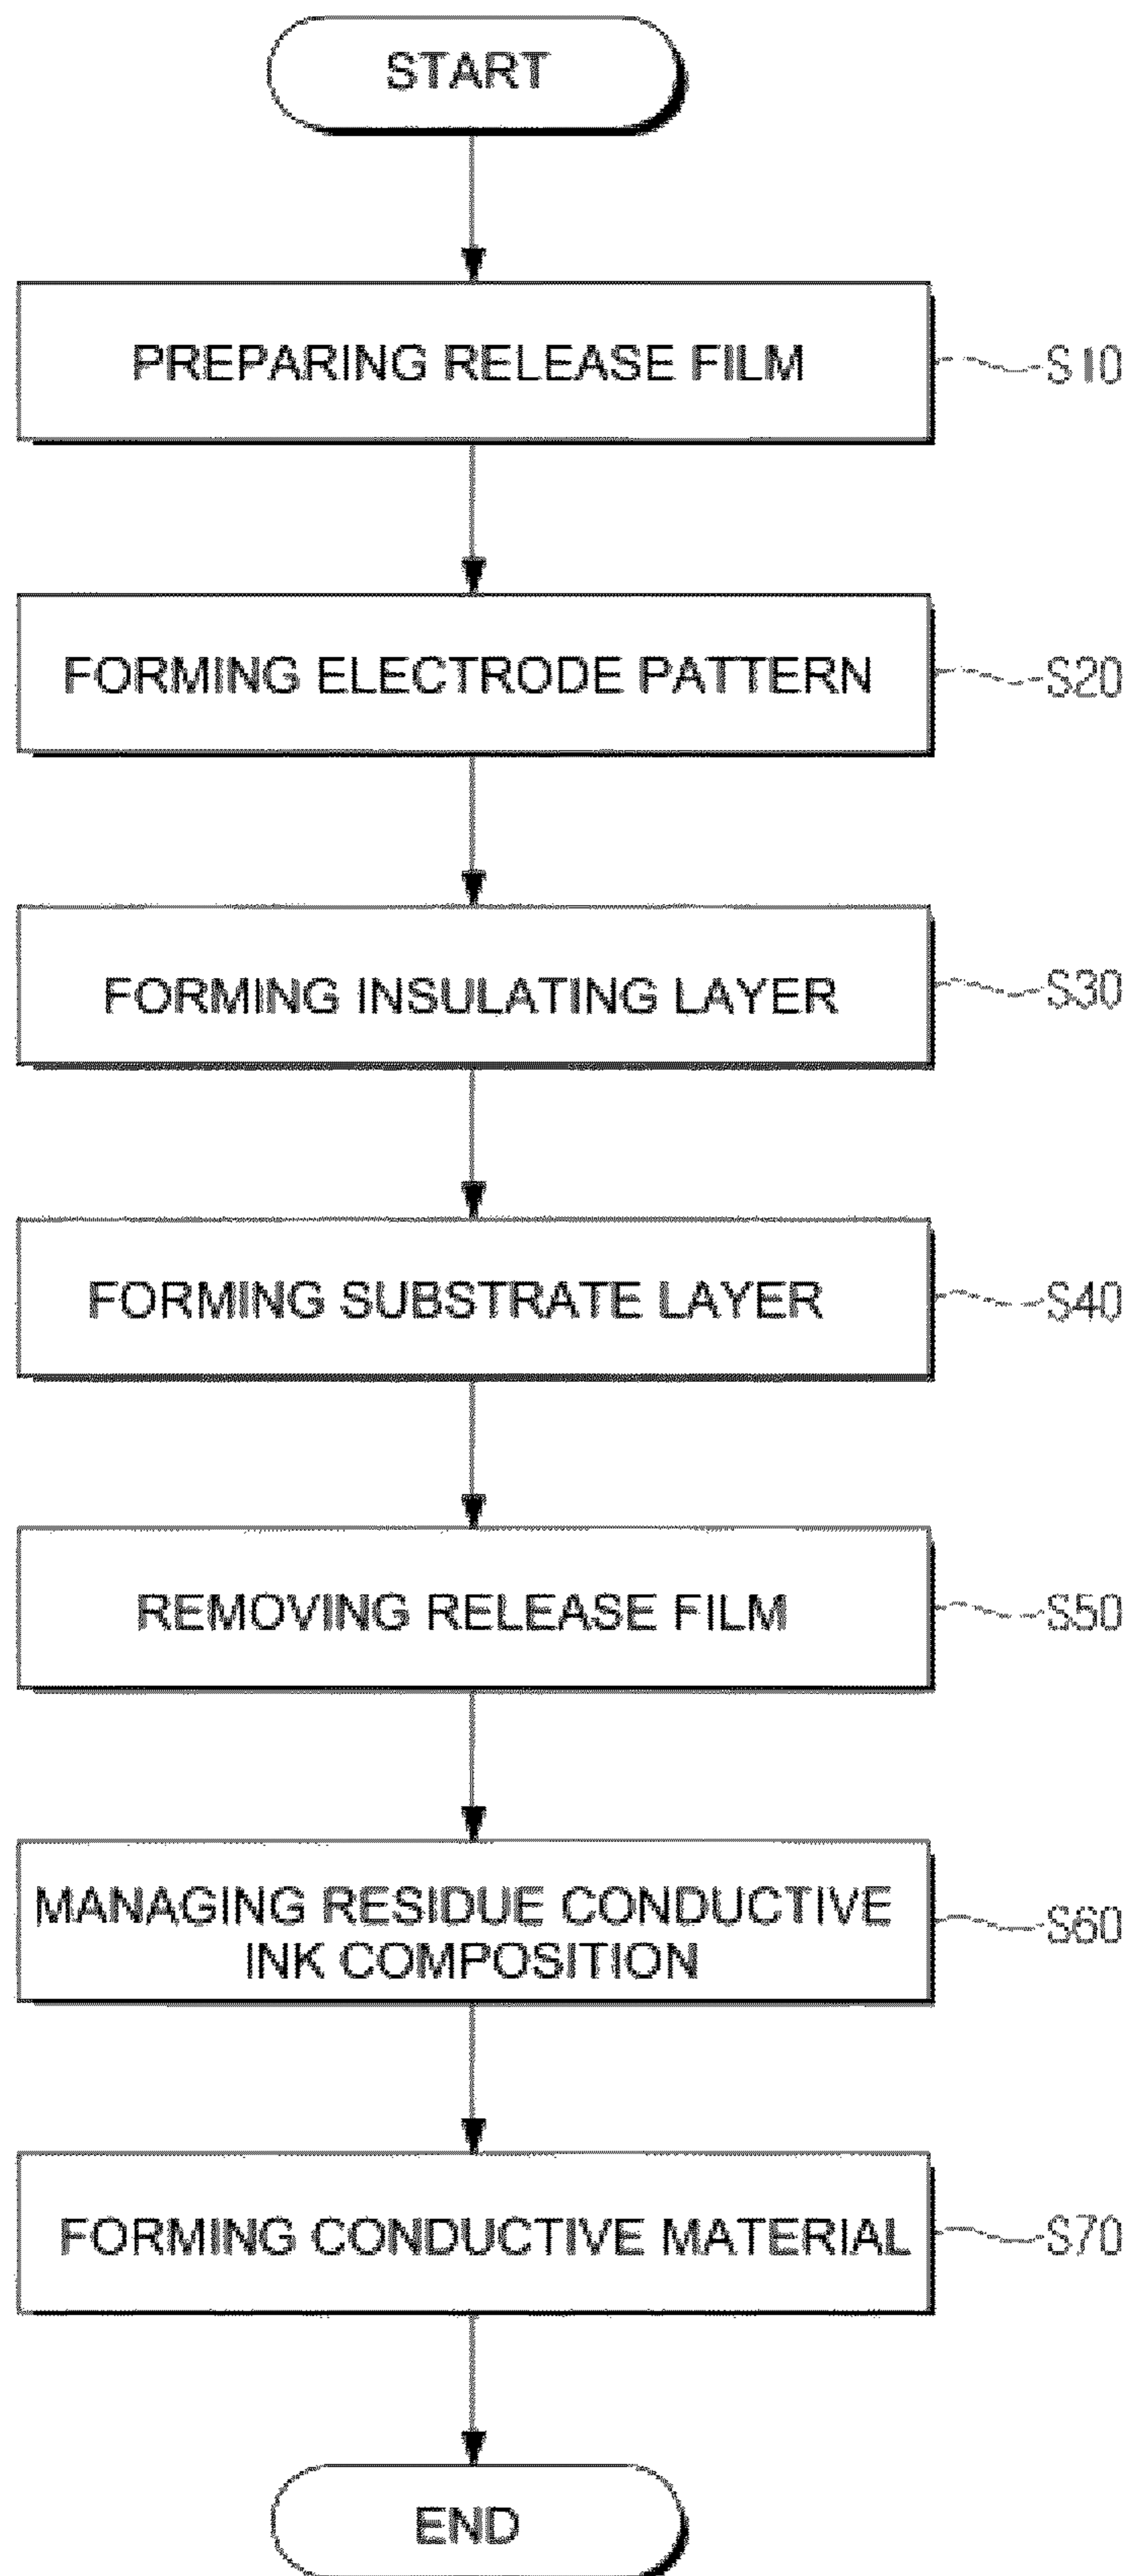 START
PREPARING RELEASE FILM
S10
FORMING ELECTRODE PATTERN
S20
FORMING INSULATING LAYER
S30
FORMING SUBSTRATE LAYER
S40
REMOVING RELEASE FILM
S50
MANAGING RESIDUE CONDUCTIVE
INK COMPOSITION
S60
FORMING CONDUCTIVE MATERIAL
S70
END